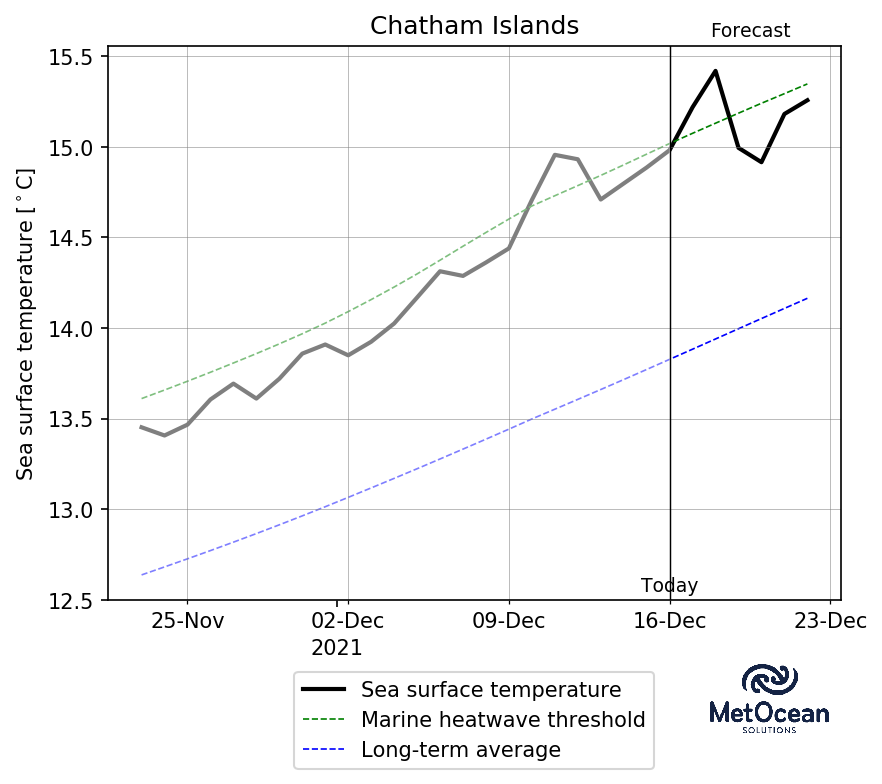 Chatham Islands
Forecast
15.5
15.0
14.5
14.0
13.5
13.0
12.5
Sea surface temperature [°C]
Today
25-Nov 02-Dec 09-Dec 16-Dec 23-Dec
2021
Sea surface temperature
Marine heatwave threshold
Long-term average
MetOcean
SOLUTIONS